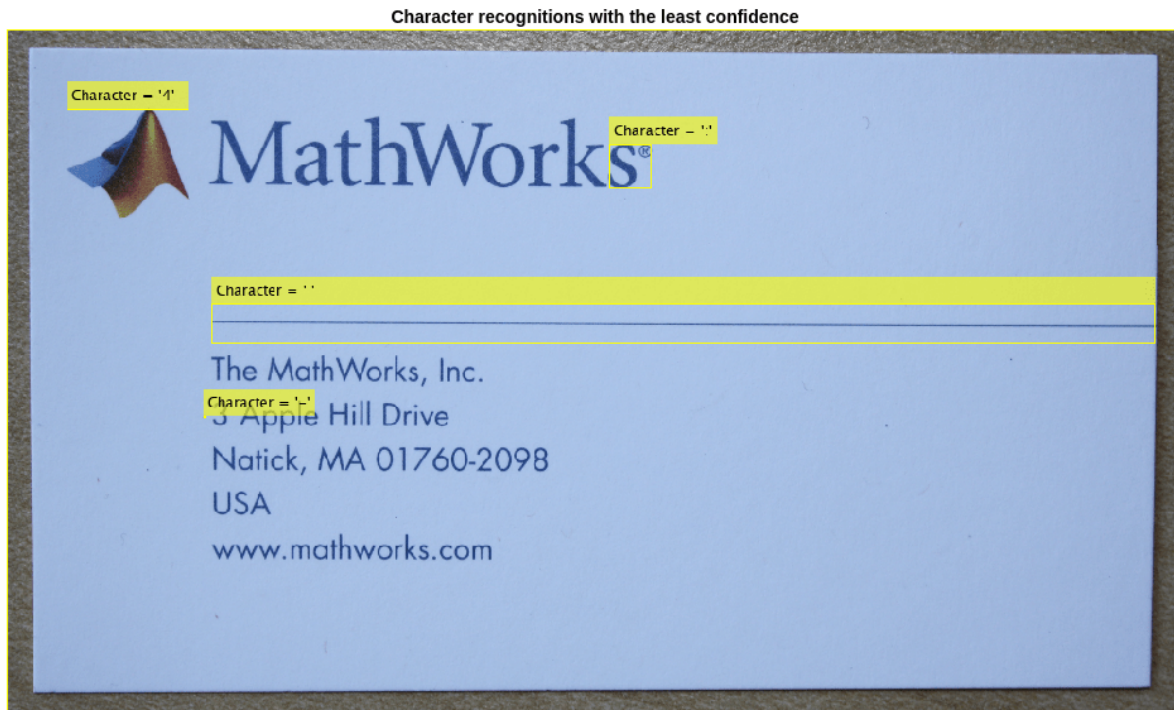 Character recognitions with the least confidence
Character = '4'
MathWorks®
Character = ':'
Character = ' '
The MathWorks, Inc.
Character = '-'
3 Apple Hill Drive
Natick, MA 01760-2098
USA
www.mathworks.com